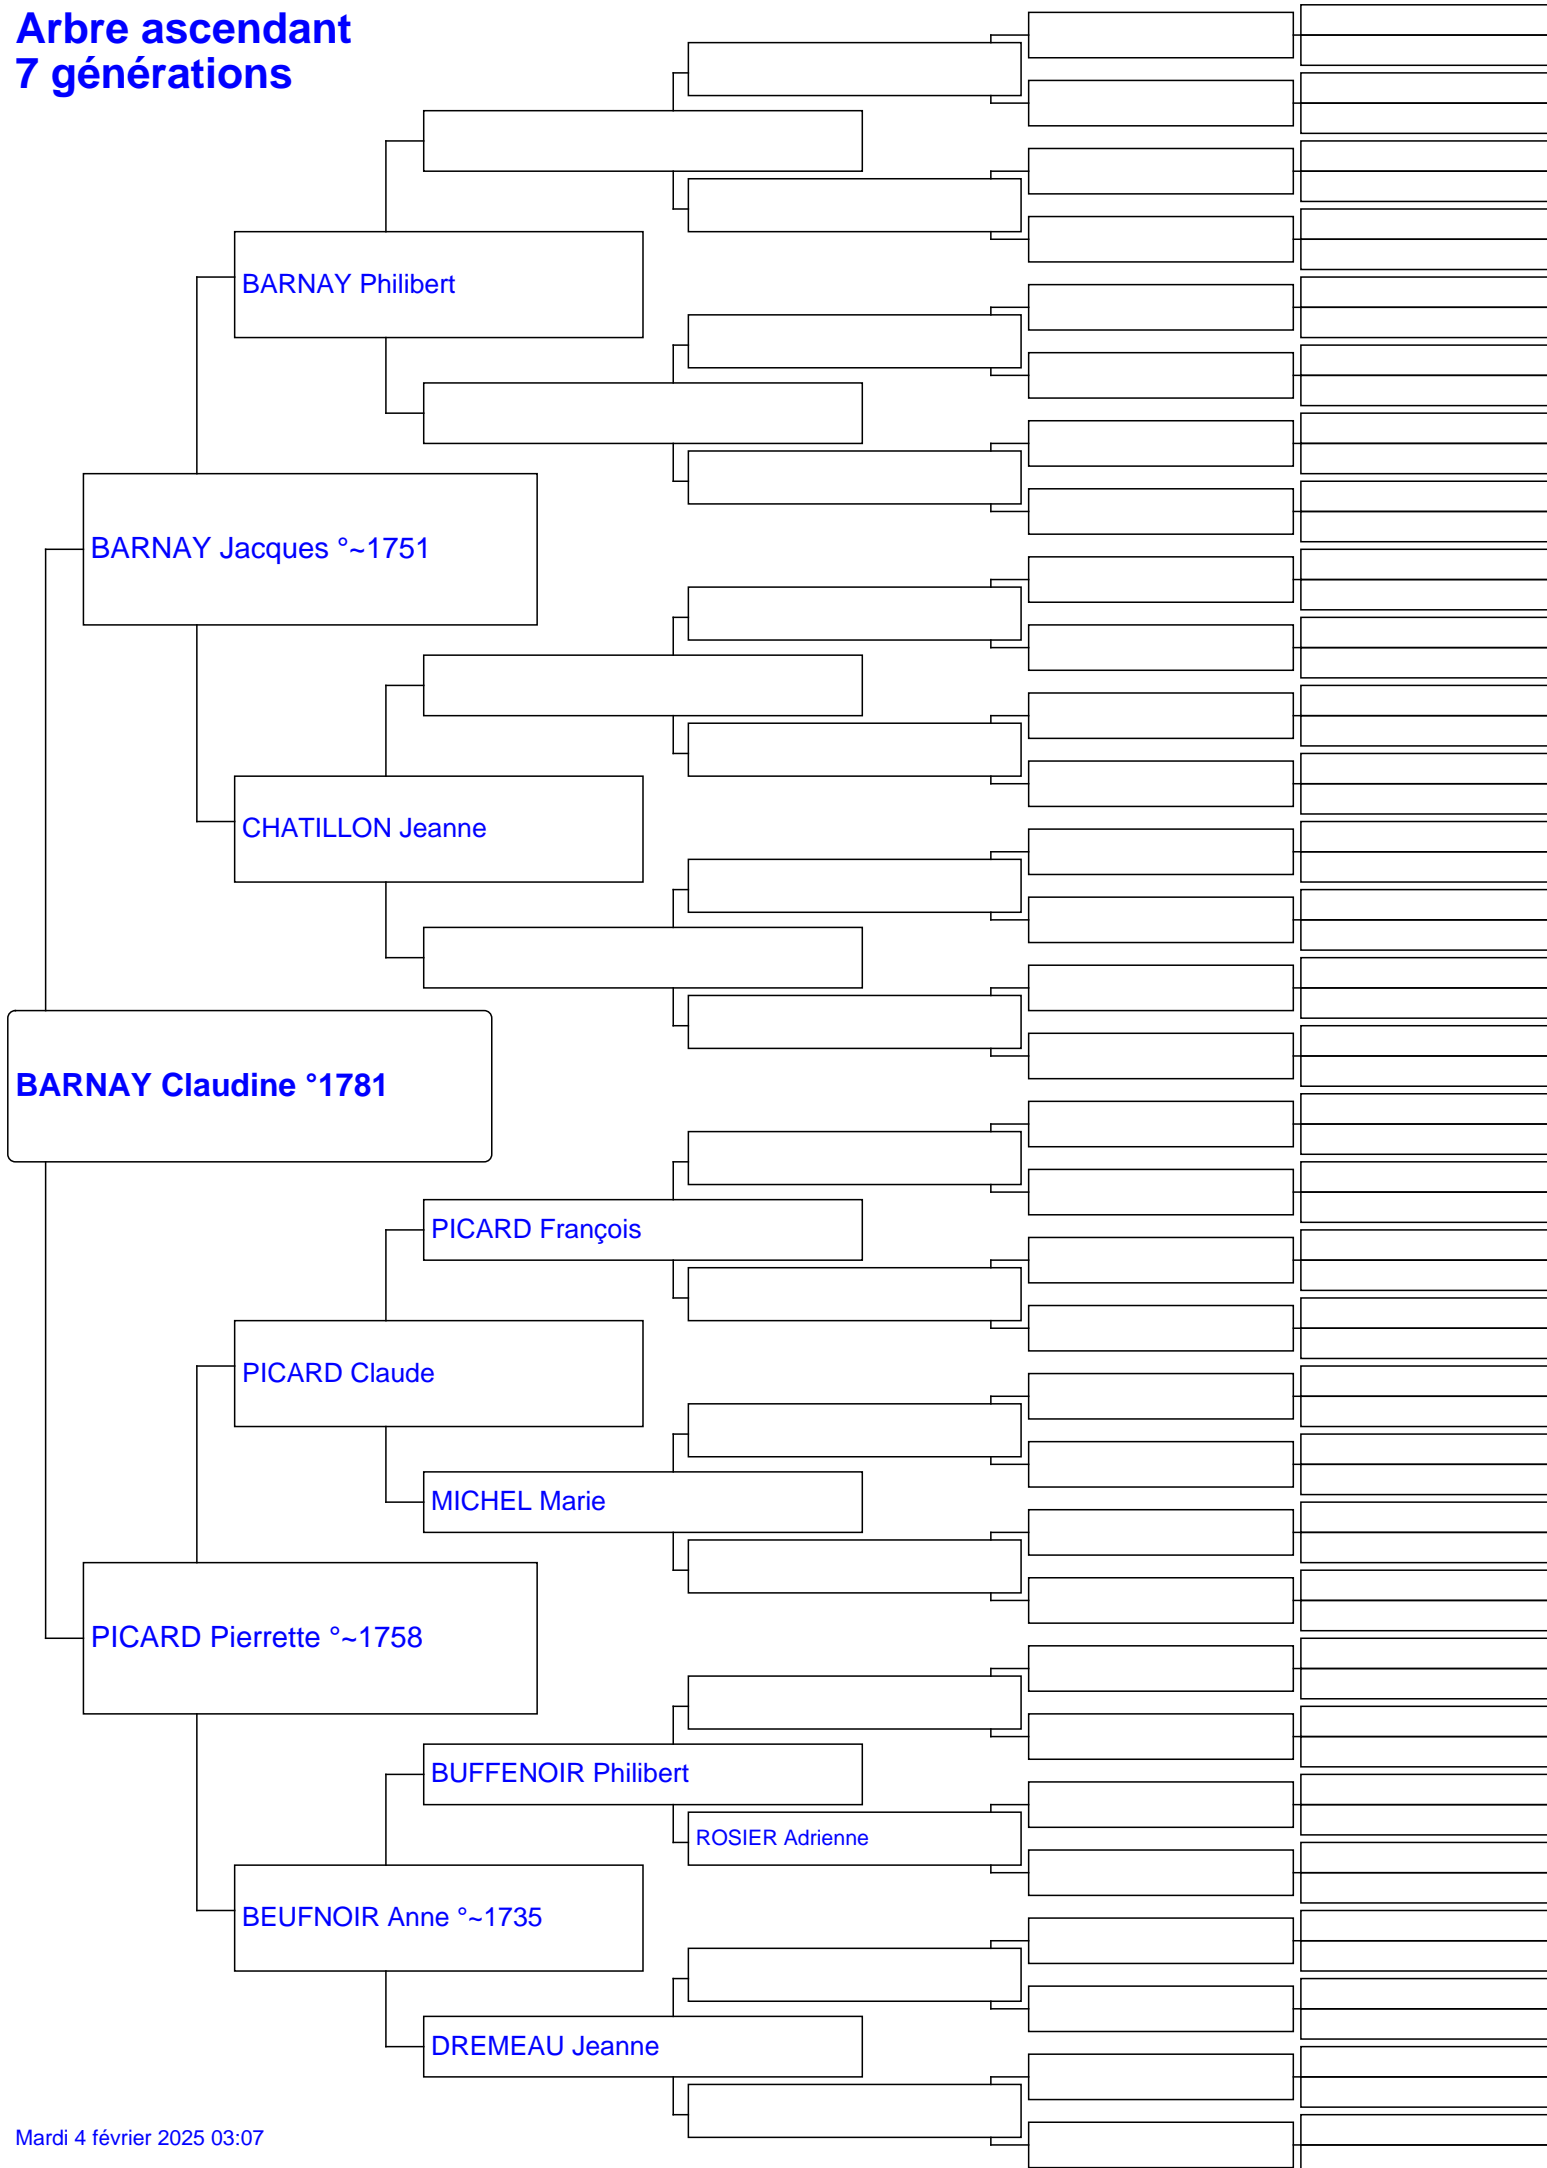 Arbre ascendant
7 générations
BARNAY Philibert
BARNAY Jacques °~1751
CHATILLON Jeanne
BARNAY Claudine °1781
PICARD François
PICARD Claude
MICHEL Marie
PICARD Pierrette °~1758
BUFFENOIR Philibert
ROSIER Adrienne
BEUFNOIR Anne °~1735
DREMEAU Jeanne
Mardi 4 février 2025 03:07